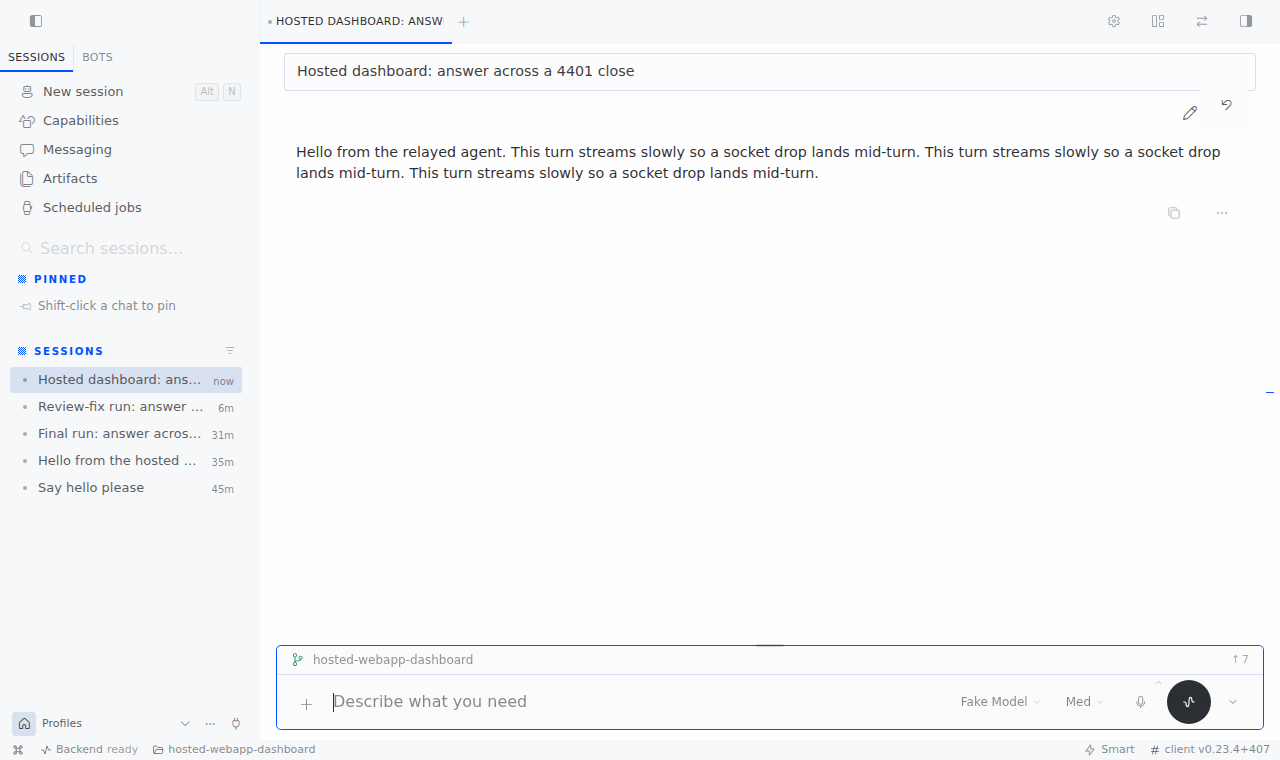 HOSTED DASHBOARD: ANSW
SESSIONS
BOTS
New session
Alt
N
Capabilities
Messaging
Artifacts
Scheduled jobs
Search sessions...
PINNED
Shift-click a chat to pin
SESSIONS
Hosted dashboard: ans... now
Review-fix run: answer ... 6m
Final run: answer acros... 31m
Hello from the hosted ... 35m
Say hello please 45m
Profiles
Hosted dashboard: answer across a 4401 close
Hello from the relayed agent. This turn streams slowly so a socket drop lands mid-turn. This turn streams slowly so a socket drop
lands mid-turn. This turn streams slowly so a socket drop lands mid-turn.
hosted-webapp-dashboard
↑ 7
Describe what you need
Fake Model
Med
Backend ready
hosted-webapp-dashboard
Smart
client v0.23.4+407